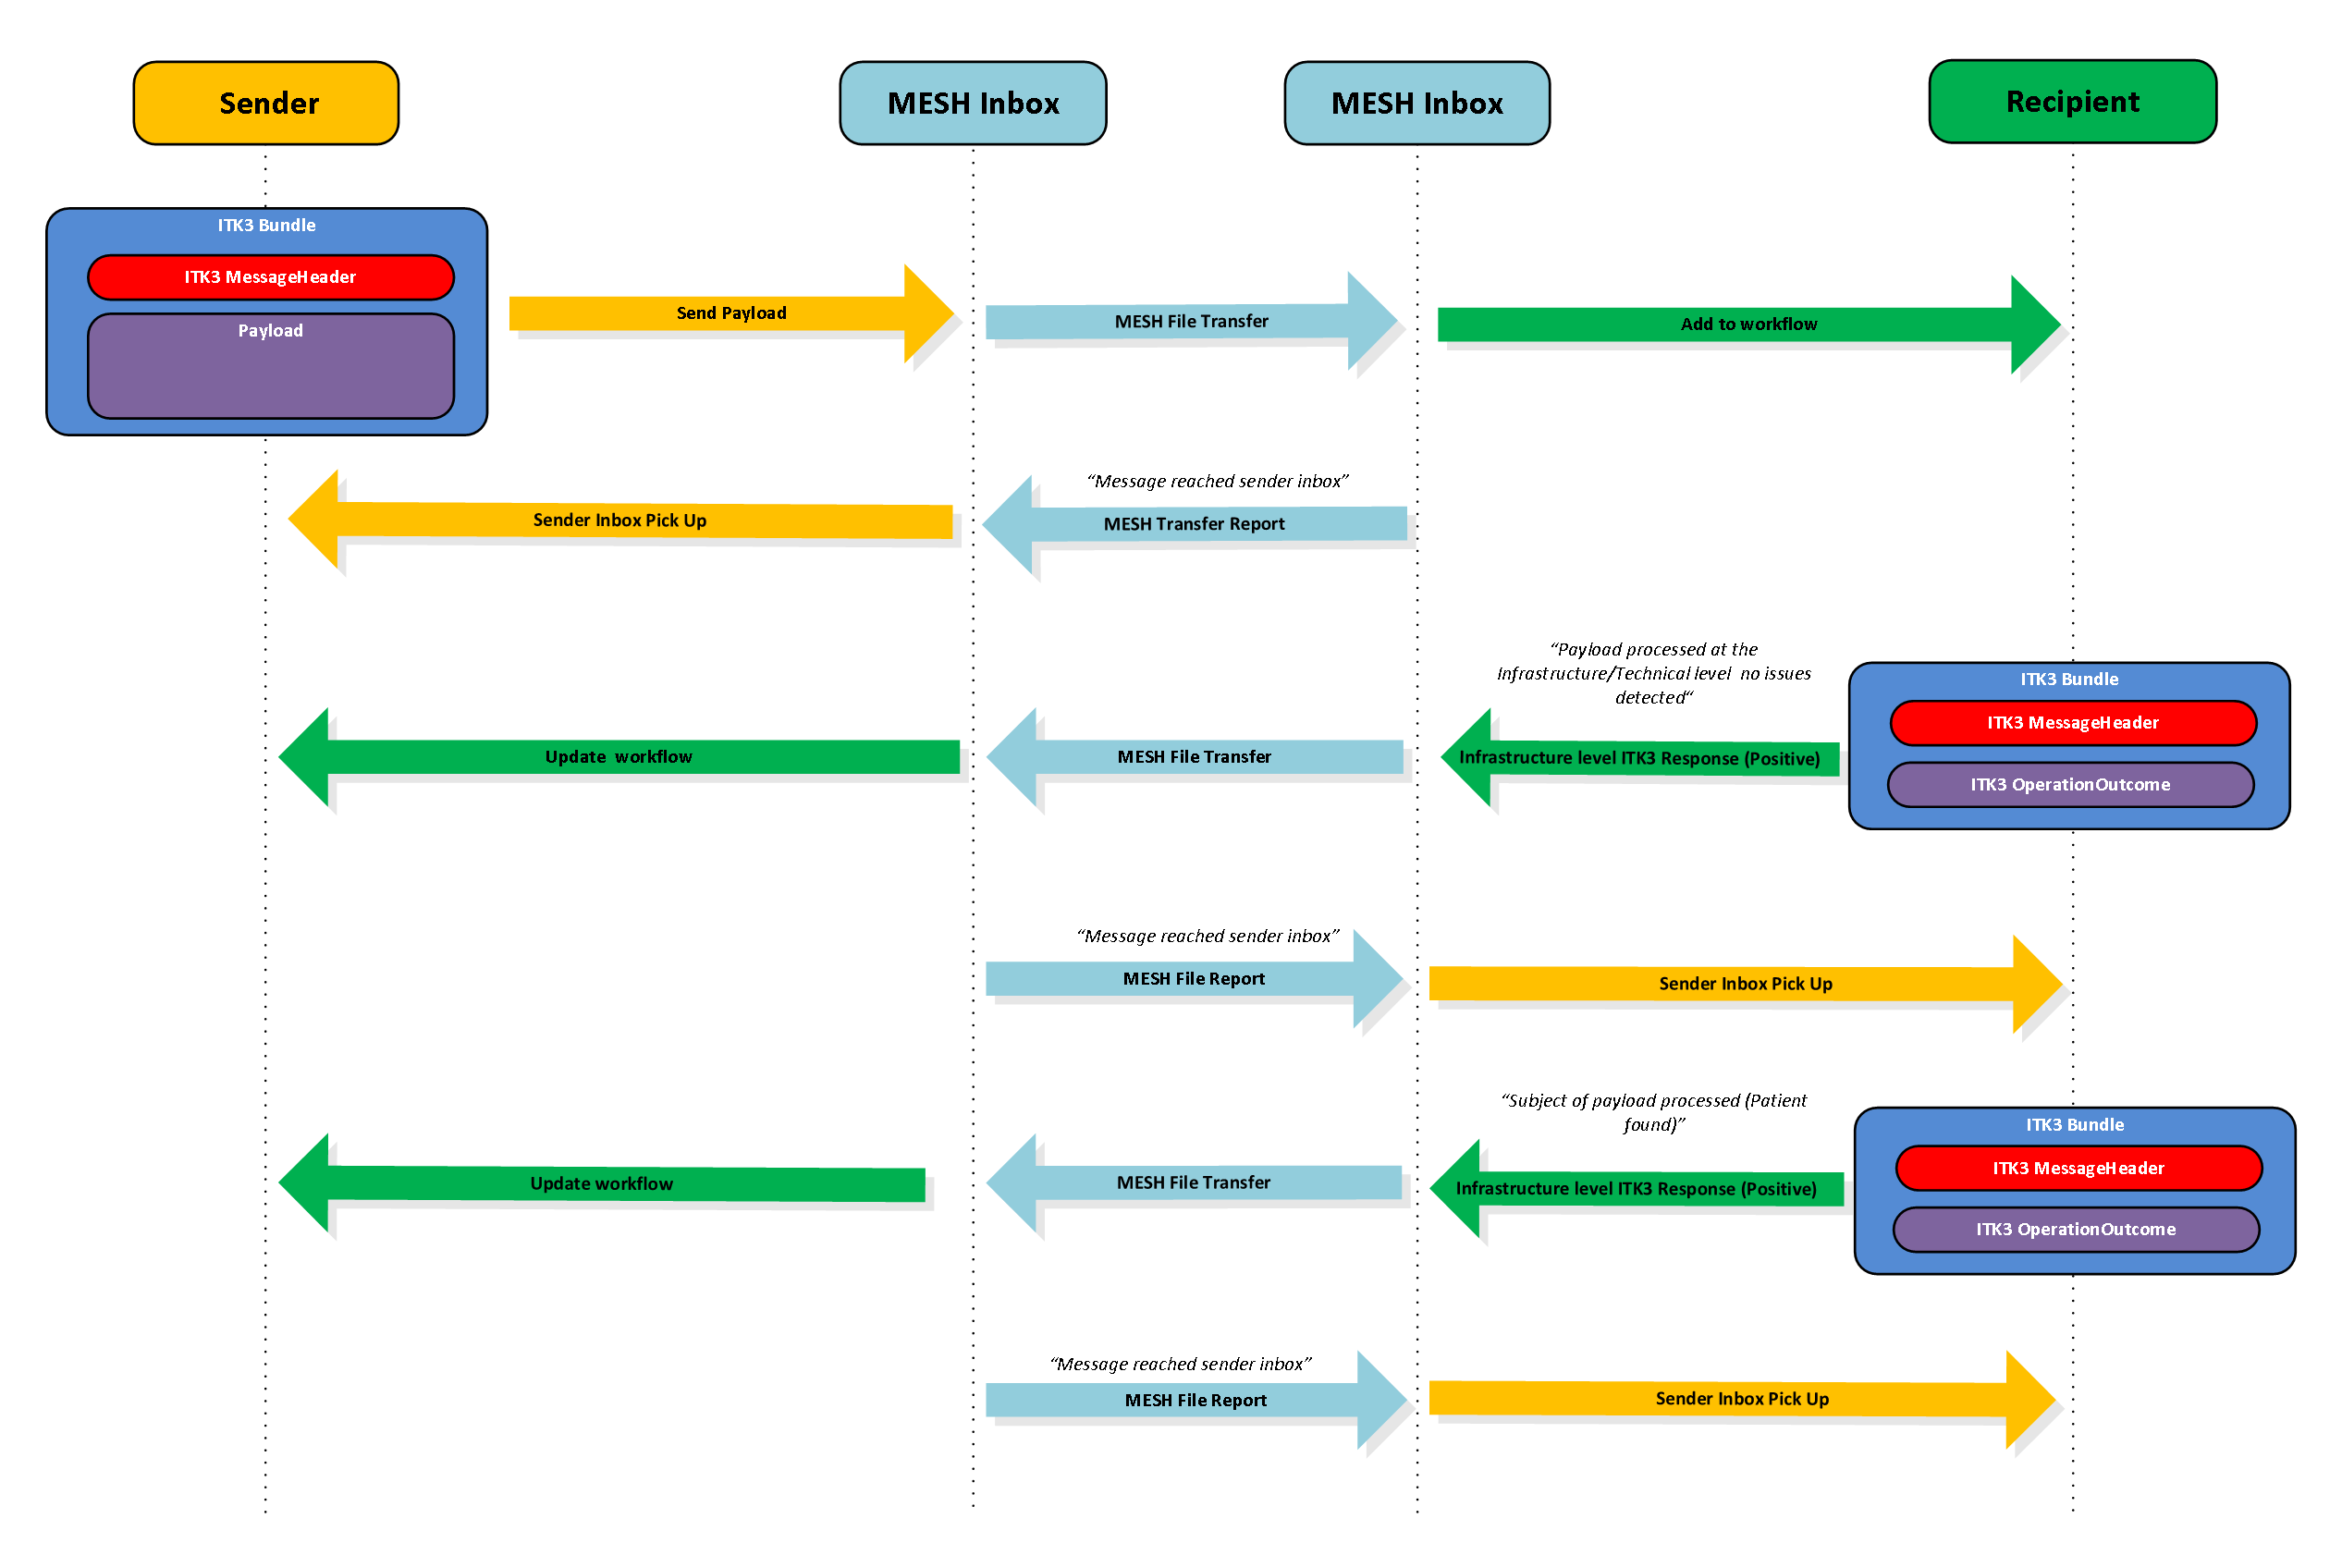 Sender
MESH Inbox
MESH Inbox
Recipient
ITK3 Bundle
ITK3 MessageHeader
Payload
Send Payload
MESH File Transfer
Add to workflow
“Message reached sender inbox”
Sender Inbox Pick Up
MESH Transfer Report
“Payload processed at the
Infrastructure/Technical level  no issues
detected“
ITK3 Bundle
ITK3 MessageHeader
ITK3 OperationOutcome
Update  workflow
MESH File Transfer
Infrastructure level ITK3 Response (Positive)
“Message reached sender inbox”
MESH File Report
Sender Inbox Pick Up
“Subject of payload processed (Patient
found)”
ITK3 Bundle
ITK3 MessageHeader
ITK3 OperationOutcome
Update workflow
MESH File Transfer
Infrastructure level ITK3 Response (Positive)
“Message reached sender inbox”
MESH File Report
Sender Inbox Pick Up